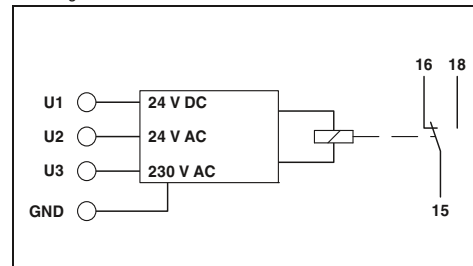 16 18
U1 24 V DC
U2 24 V AC
U3 230 V AC
GND
15